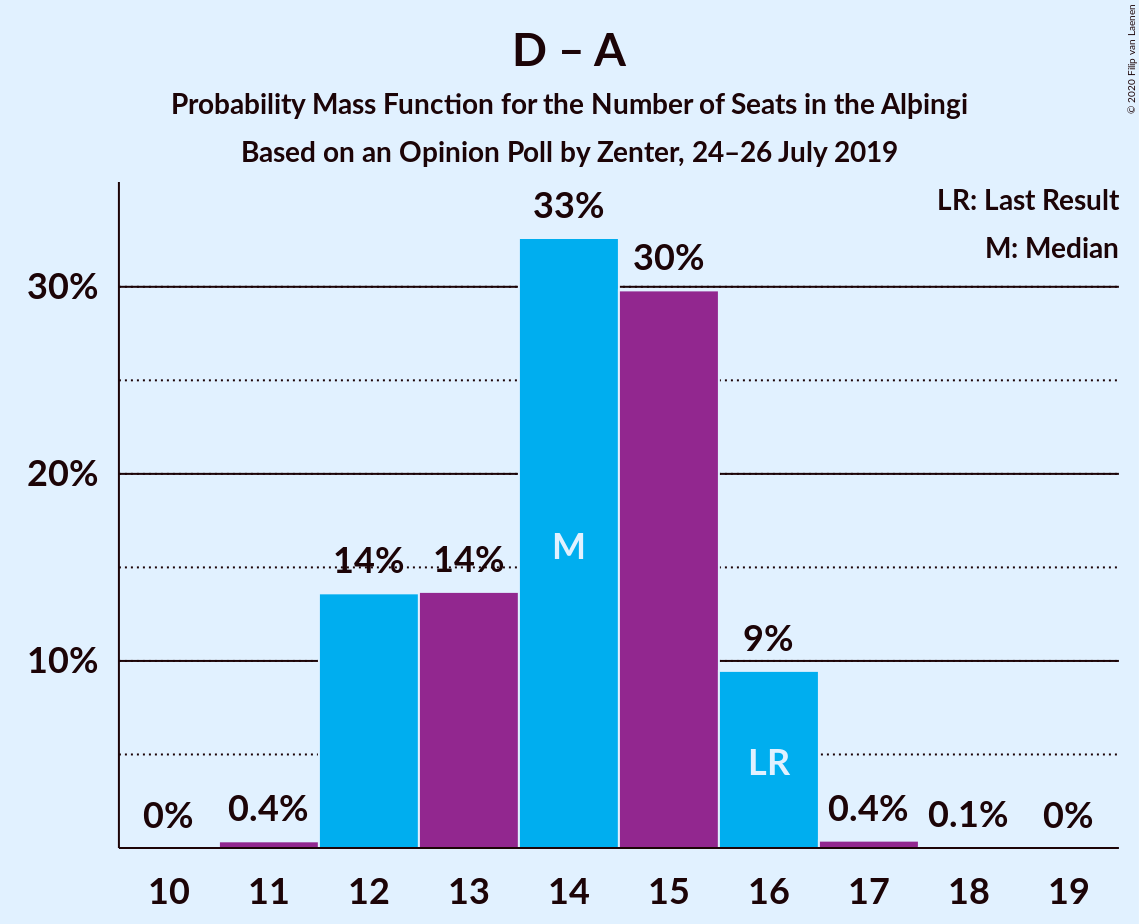 D – A
Probability Mass Function for the Number of Seats in the Alþingi
Based on an Opinion Poll by Zenter, 24–26 July 2019
© 2020 Filip van Laenen
LR: Last Result
M: Median
30%
20%
10%
0%
0.4%
14%
14%
33%
30%
9%
0.4%
0.1%
0%
M
LR
10 11 12 13 14 15 16 17 18 19